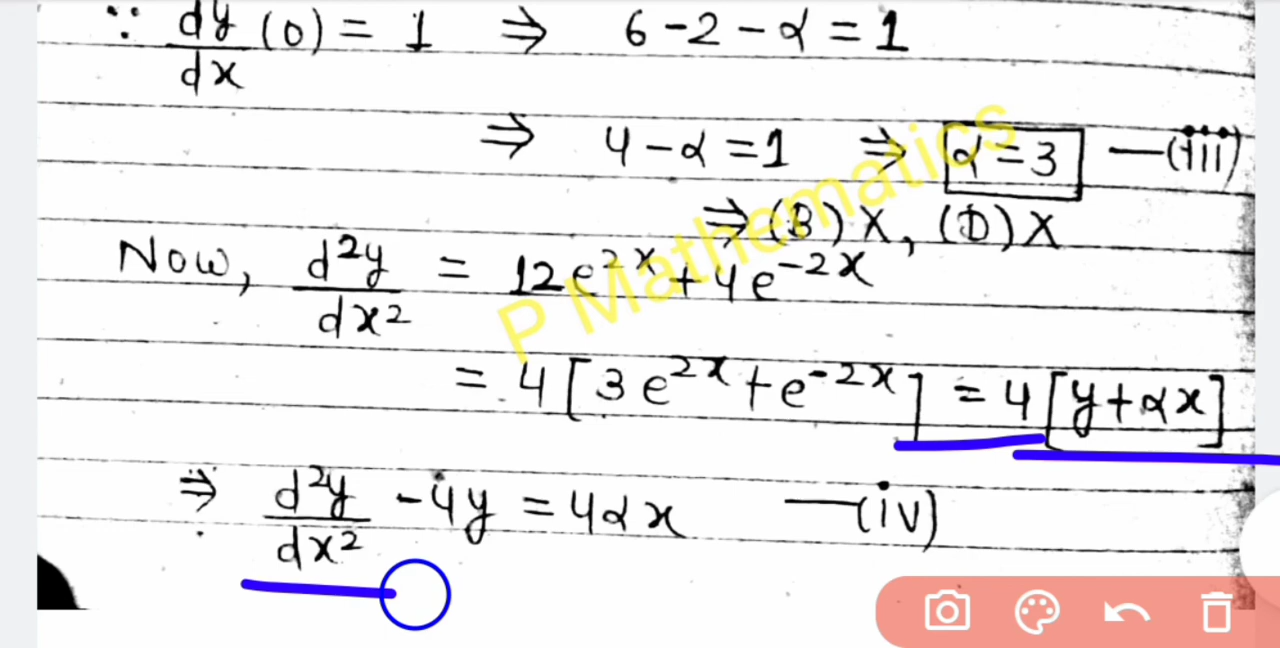 ∵ dy/dx (0) = 1 ⇒ 6 - 2 - α = 1
⇒ 4 - α = 1 ⇒ α = 3 —(iii)
⇒ (B) X, (D) X
Now, d²y/dx² = 12e^2x + 4e^-2x
= 4[3e^2x + e^-2x] = 4[y + αx]
⇒ d²y/dx² - 4y = 4αx —(iv)
P Mathematics